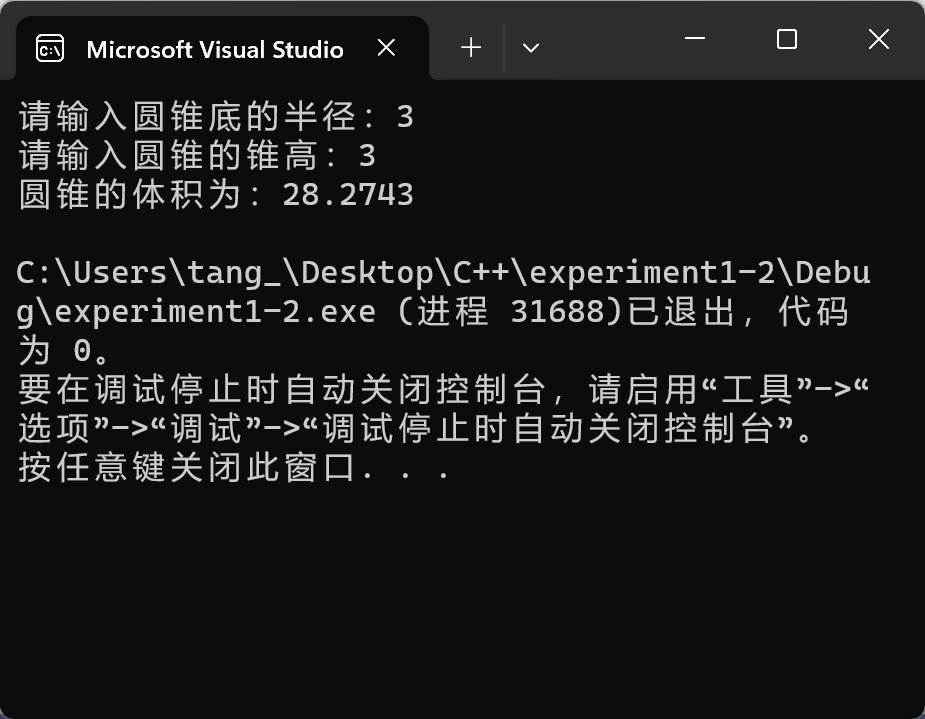 Microsoft Visual Studio
请输入圆锥底的半径：3
请输入圆锥的锥高：3
圆锥的体积为：28.2743
C:\Users\tang_\Desktop\C++\experiment1-2\Debu
g\experiment1-2.exe (进程 31688)已退出，代码
为 0。
要在调试停止时自动关闭控制台，请启用“工具”->“
选项”->“调试”->“调试停止时自动关闭控制台”。
按任意键关闭此窗口. . .